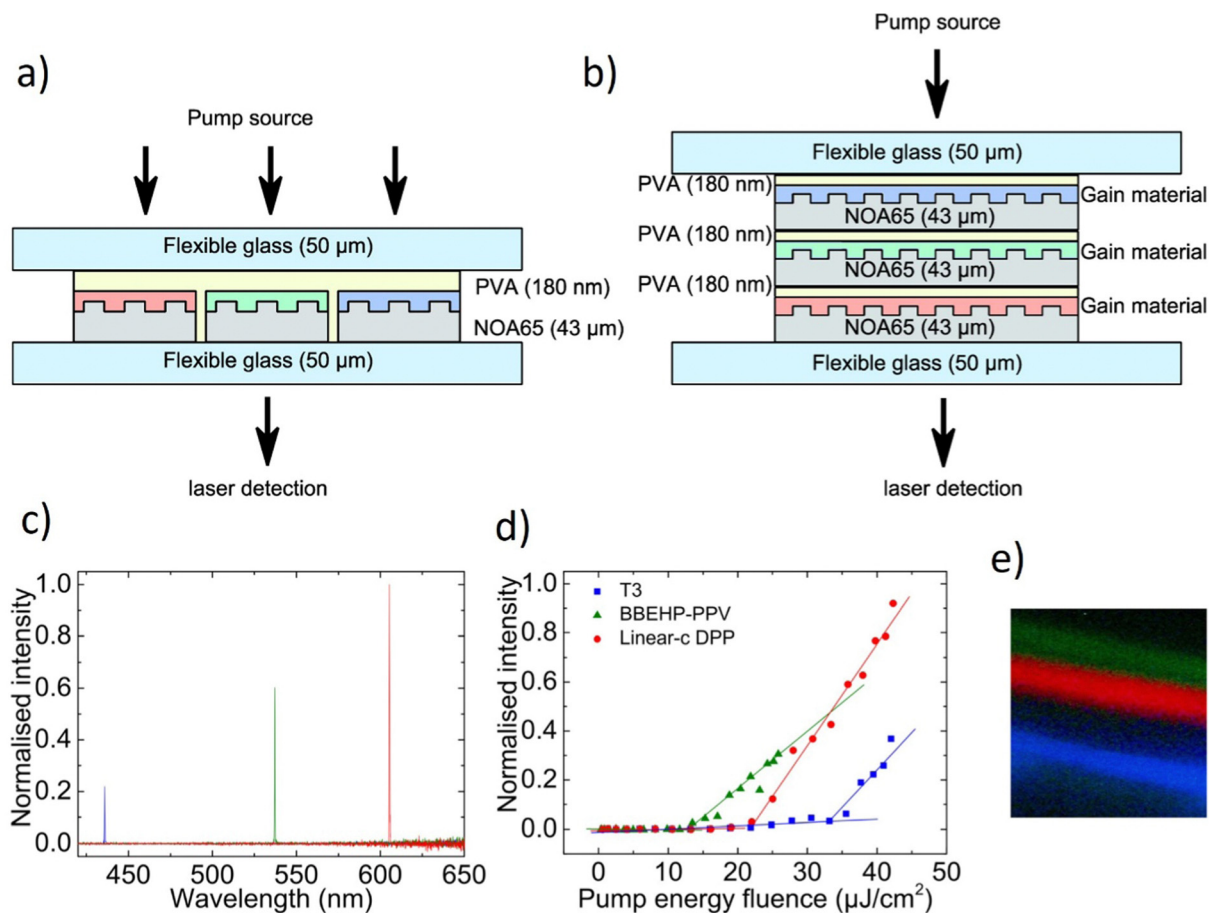 a)
Pump source
Flexible glass (50 µm)
PVA (180 nm)
NOA65 (43 µm)
Flexible glass (50 µm)
laser detection
b)
Pump source
Flexible glass (50 µm)
PVA (180 nm)
Gain material
NOA65 (43 µm)
PVA (180 nm)
Gain material
NOA65 (43 µm)
PVA (180 nm)
Gain material
NOA65 (43 µm)
Flexible glass (50 µm)
laser detection
c)
Normalised intensity
1.0
0.8
0.6
0.4
0.2
0.0
450 500 550 600 650
Wavelength (nm)
d)
Normalised intensity
1.0
0.8
0.6
0.4
0.2
0.0
T3
BBEHP-PPV
Linear-c DPP
0 10 20 30 40 50
Pump energy fluence (µJ/cm²)
e)